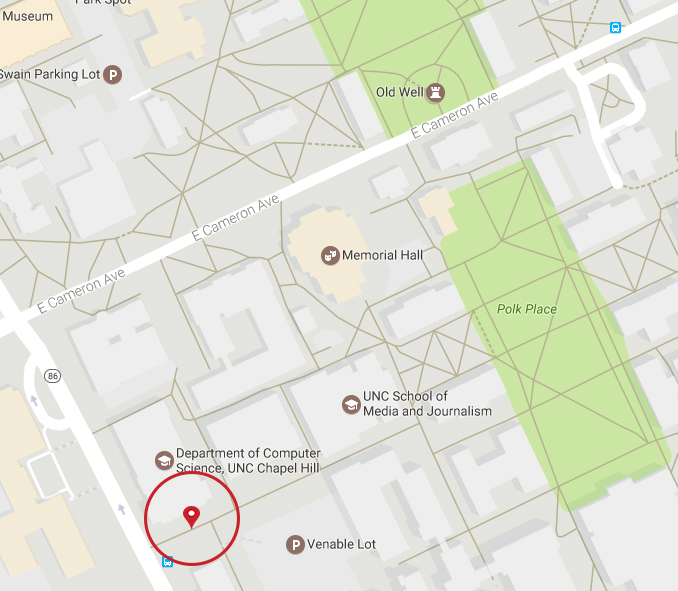 Park Spot
Museum
Swain Parking Lot
P
Old Well
E Cameron Ave
E Cameron Ave
Memorial Hall
E Cameron Ave
Polk Place
86
UNC School of
Media and Journalism
Department of Computer
Science, UNC Chapel Hill
P
Venable Lot